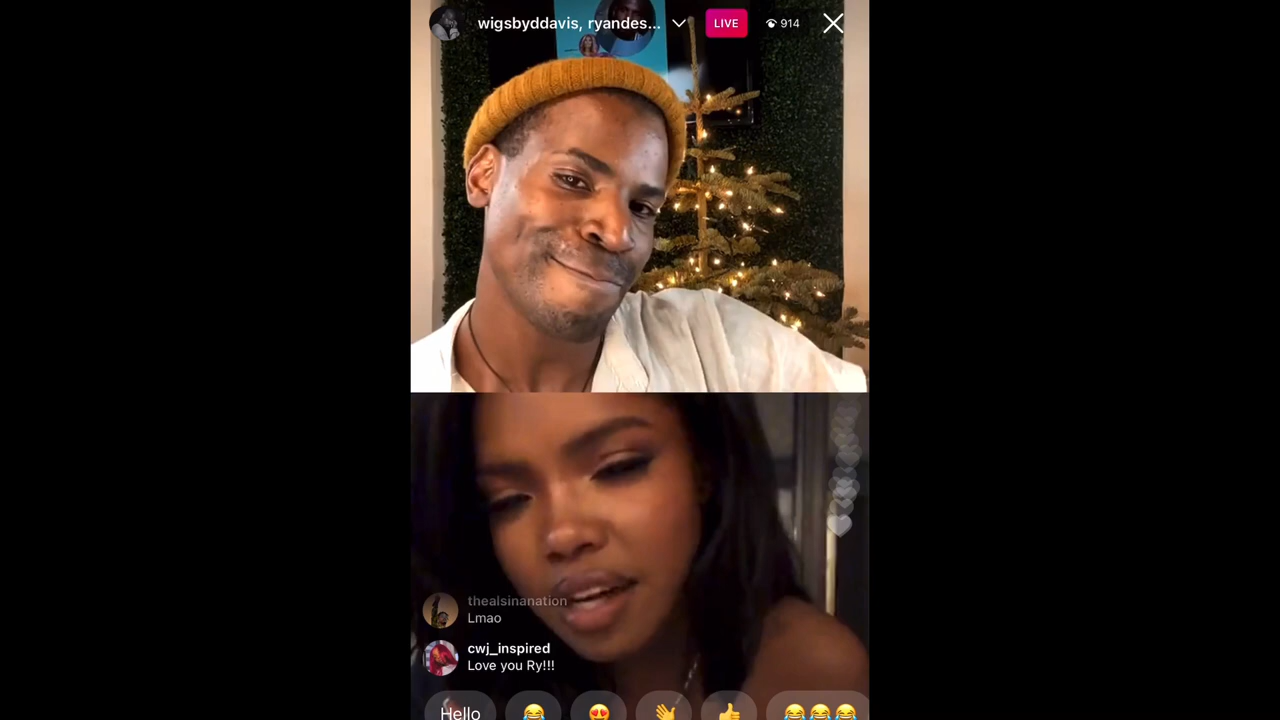 wigsbyddavis, ryandes...
LIVE
914
thealsinanation
Lmao
cwj_inspired
Love you Ry!!!
Hello